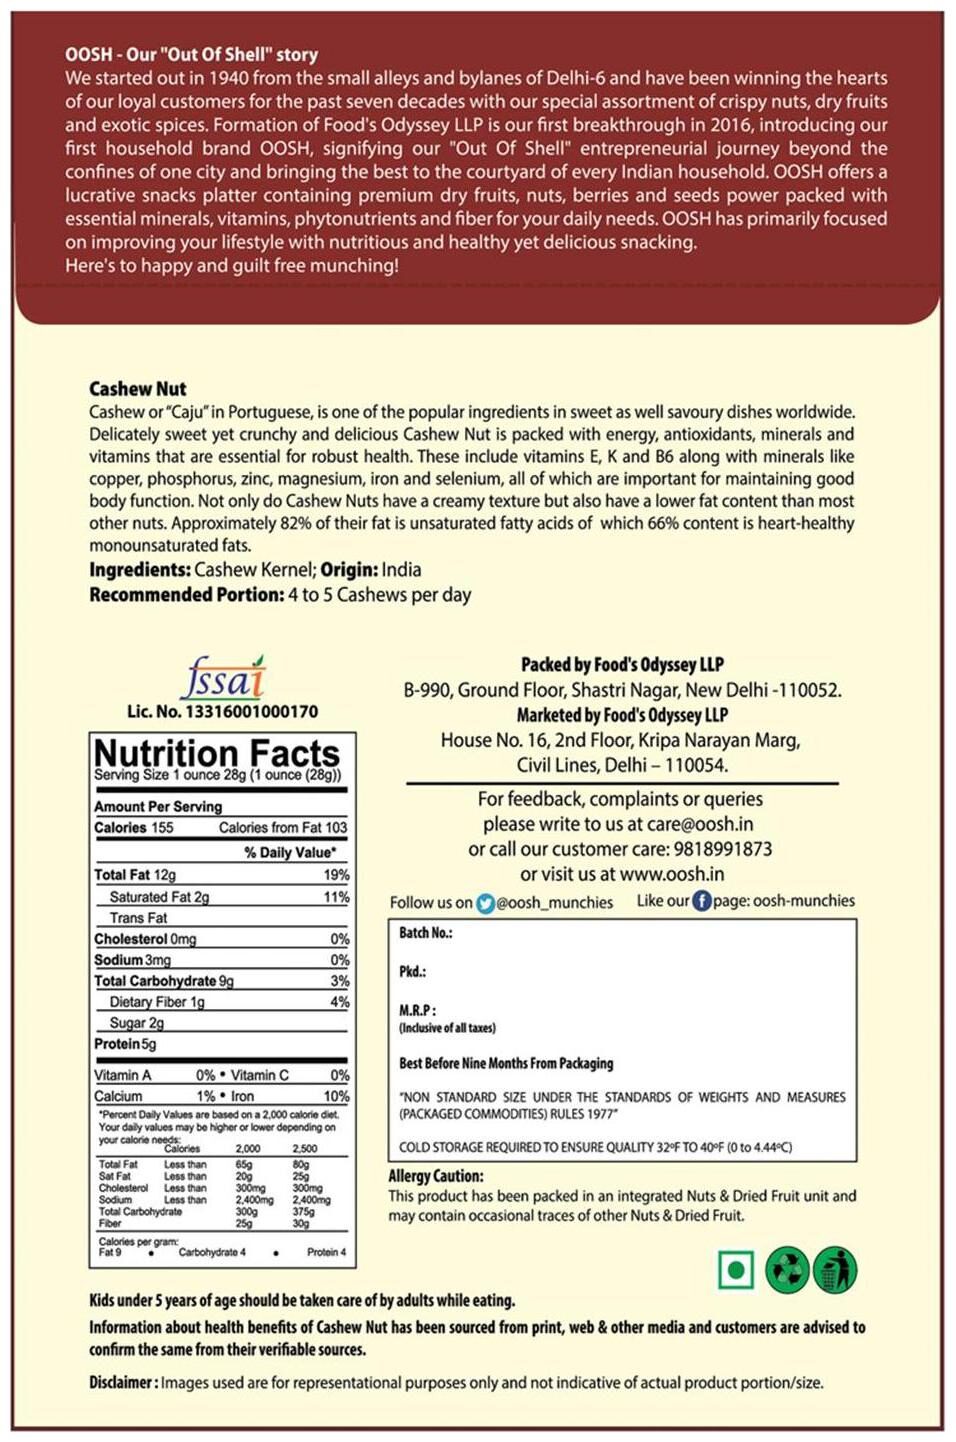 OOSH - Our "Out Of Shell" story
We started out in 1940 from the small alleys and bylanes of Delhi-6 and have been winning the hearts
of our loyal customers for the past seven decades with our special assortment of crispy nuts, dry fruits
and exotic spices. Formation of Food's Odyssey LLP is our first breakthrough in 2016, introducing our
first household brand OOSH, signifying our "Out Of Shell" entrepreneurial journey beyond the
confines of one city and bringing the best to the courtyard of every Indian household. OOSH offers a
lucrative snacks platter containing premium dry fruits, nuts, berries and seeds power packed with
essential minerals, vitamins, phytonutrients and fiber for your daily needs. OOSH has primarily focused
on improving your lifestyle with nutritious and healthy yet delicious snacking.
Here's to happy and guilt free munching!
Cashew Nut
Cashew or "Caju" in Portuguese, is one of the popular ingredients in sweet as well savoury dishes worldwide.
Delicately sweet yet crunchy and delicious Cashew Nut is packed with energy, antioxidants, minerals and
vitamins that are essential for robust health. These include vitamins E, K and B6 along with minerals like
copper, phosphorus, zinc, magnesium, iron and selenium, all of which are important for maintaining good
body function. Not only do Cashew Nuts have a creamy texture but also have a lower fat content than most
other nuts. Approximately 82% of their fat is unsaturated fatty acids of which 66% content is heart-healthy
monounsaturated fats.
Ingredients: Cashew Kernel; Origin: India
Recommended Portion: 4 to 5 Cashews per day
fssai
Lic. No. 13316001000170
Nutrition Facts
Serving Size 1 ounce 28g (1 ounce (28g))
Amount Per Serving
Calories 155 Calories from Fat 103
% Daily Value*
Total Fat 12g 19%
Saturated Fat 2g 11%
Trans Fat
Cholesterol 0mg 0%
Sodium 3mg 0%
Total Carbohydrate 9g 3%
Dietary Fiber 1g 4%
Sugar 2g
Protein 5g
Vitamin A 0% • Vitamin C 0%
Calcium 1% • Iron 10%
*Percent Daily Values are based on a 2,000 calorie diet.
Your daily values may be higher or lower depending on
your calorie needs:
Calories 2,000 2,500
Total Fat Less than 65g 80g
Sat Fat Less than 20g 25g
Cholesterol Less than 300mg 300mg
Sodium Less than 2,400mg 2,400mg
Total Carbohydrate 300g 375g
Fiber 25g 30g
Calories per gram:
Fat 9 • Carbohydrate 4 • Protein 4
Packed by Food's Odyssey LLP
B-990, Ground Floor, Shastri Nagar, New Delhi -110052.
Marketed by Food's Odyssey LLP
House No. 16, 2nd Floor, Kripa Narayan Marg,
Civil Lines, Delhi – 110054.
For feedback, complaints or queries
please write to us at care@oosh.in
or call our customer care: 9818991873
or visit us at www.oosh.in
Follow us on @oosh_munchies Like our f page: oosh-munchies
Batch No.:
Pkd.:
M.R.P :
(Inclusive of all taxes)
Best Before Nine Months From Packaging
"NON STANDARD SIZE UNDER THE STANDARDS OF WEIGHTS AND MEASURES
(PACKAGED COMMODITIES) RULES 1977"
COLD STORAGE REQUIRED TO ENSURE QUALITY 32ºF TO 40ºF (0 to 4.44ºC)
Allergy Caution:
This product has been packed in an integrated Nuts & Dried Fruit unit and
may contain occasional traces of other Nuts & Dried Fruit.
Kids under 5 years of age should be taken care of by adults while eating.
Information about health benefits of Cashew Nut has been sourced from print, web & other media and customers are advised to
confirm the same from their verifiable sources.
Disclaimer : Images used are for representational purposes only and not indicative of actual product portion/size.